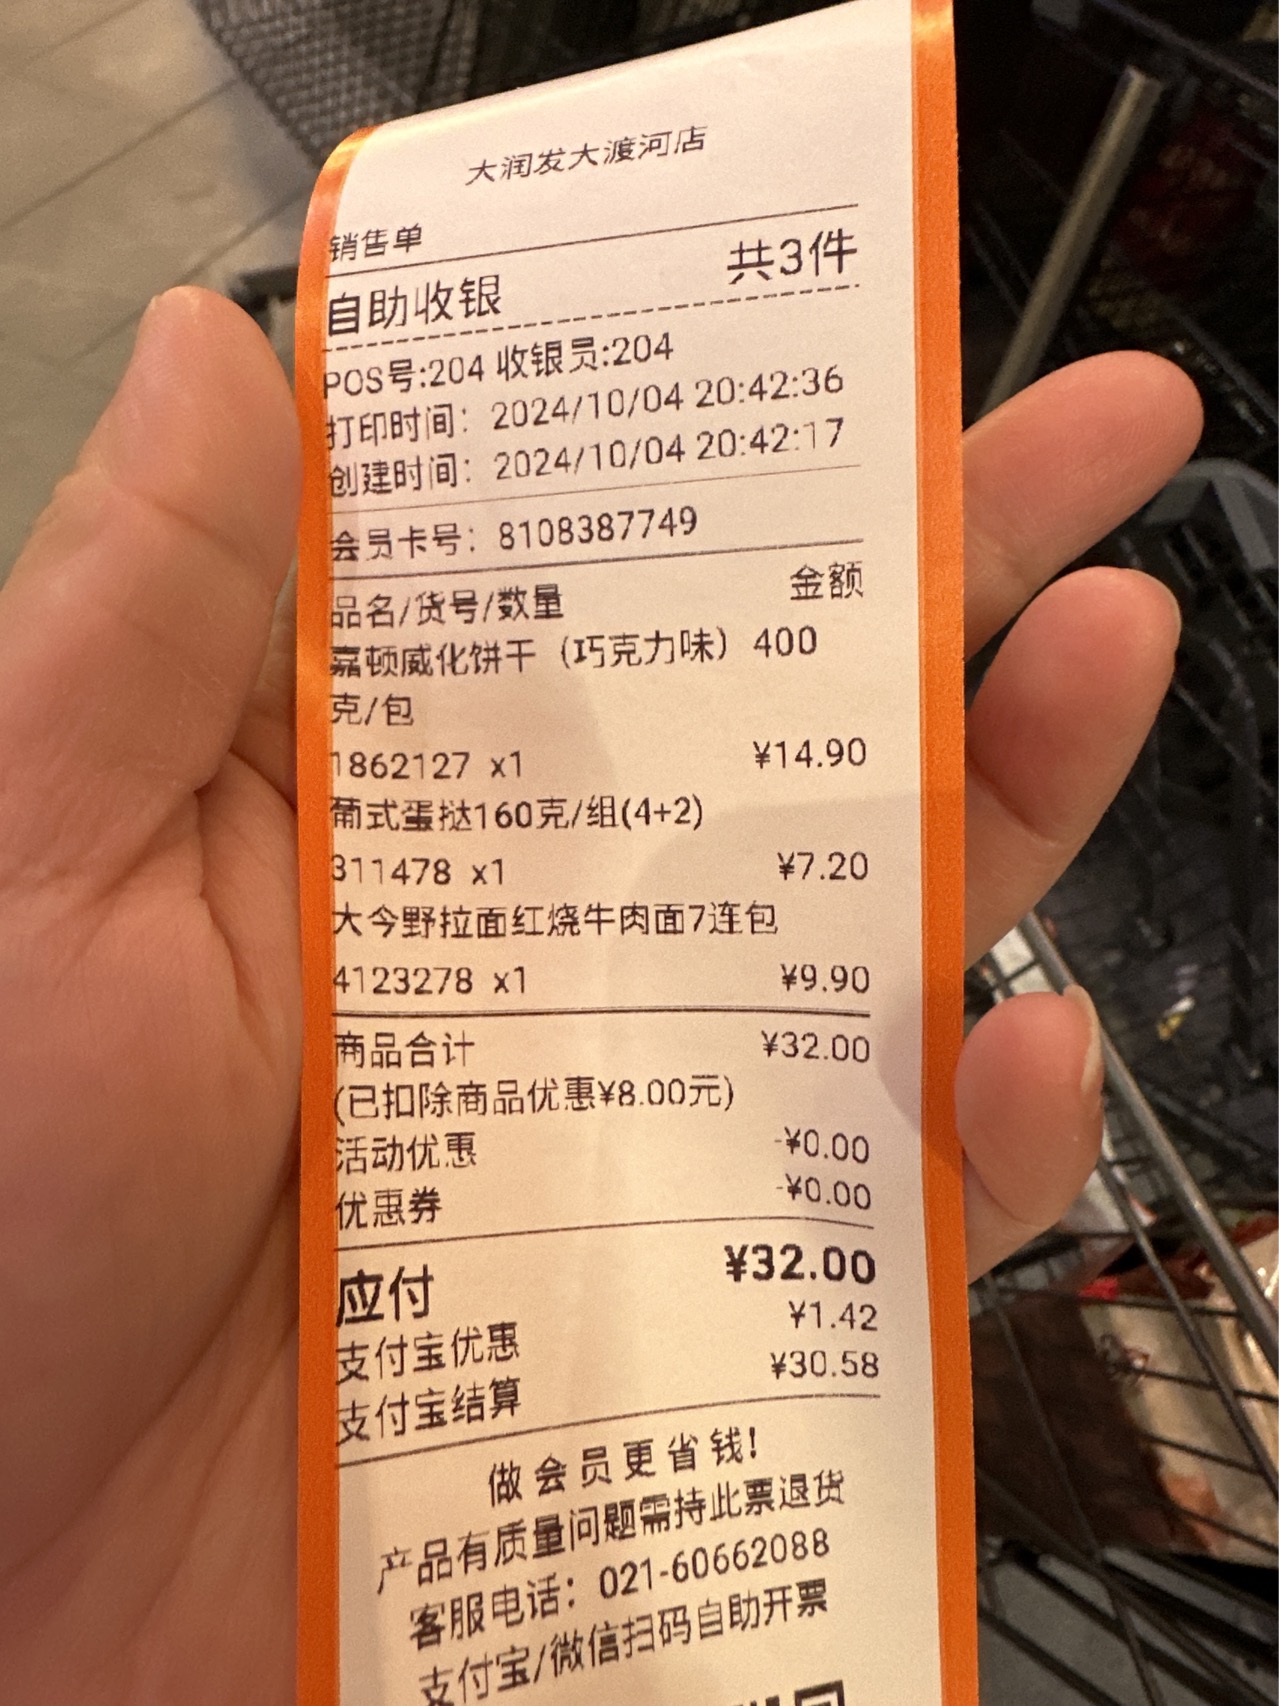 大润发大渡河店
销售单
自助收银 共3件
POS号:204 收银员:204
打印时间：2024/10/04 20:42:36
创建时间：2024/10/04 20:42:17
会员卡号：8108387749
品名/货号/数量 金额
嘉顿威化饼干（巧克力味）400
克/包
1862127 x1 ¥14.90
葡式蛋挞160克/组(4+2)
311478 x1 ¥7.20
大今野拉面红烧牛肉面7连包
4123278 x1 ¥9.90
商品合计 ¥32.00
(已扣除商品优惠¥8.00元)
活动优惠 -¥0.00
优惠券 -¥0.00
应付 ¥32.00
支付宝优惠 ¥1.42
支付宝结算 ¥30.58
做会员更省钱!
产品有质量问题需持此票退货
客服电话：021-60662088
支付宝/微信扫码自助开票